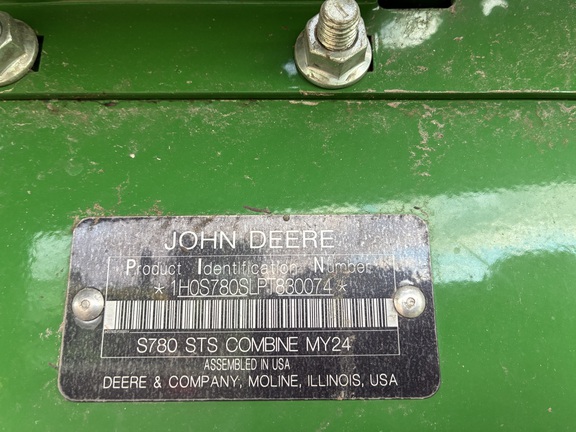 JOHN DEERE
Product Identification Number
*1H0S780SLPT830074*
S780 STS COMBINE MY24
ASSEMBLED IN USA
DEERE & COMPANY, MOLINE, ILLINOIS, USA